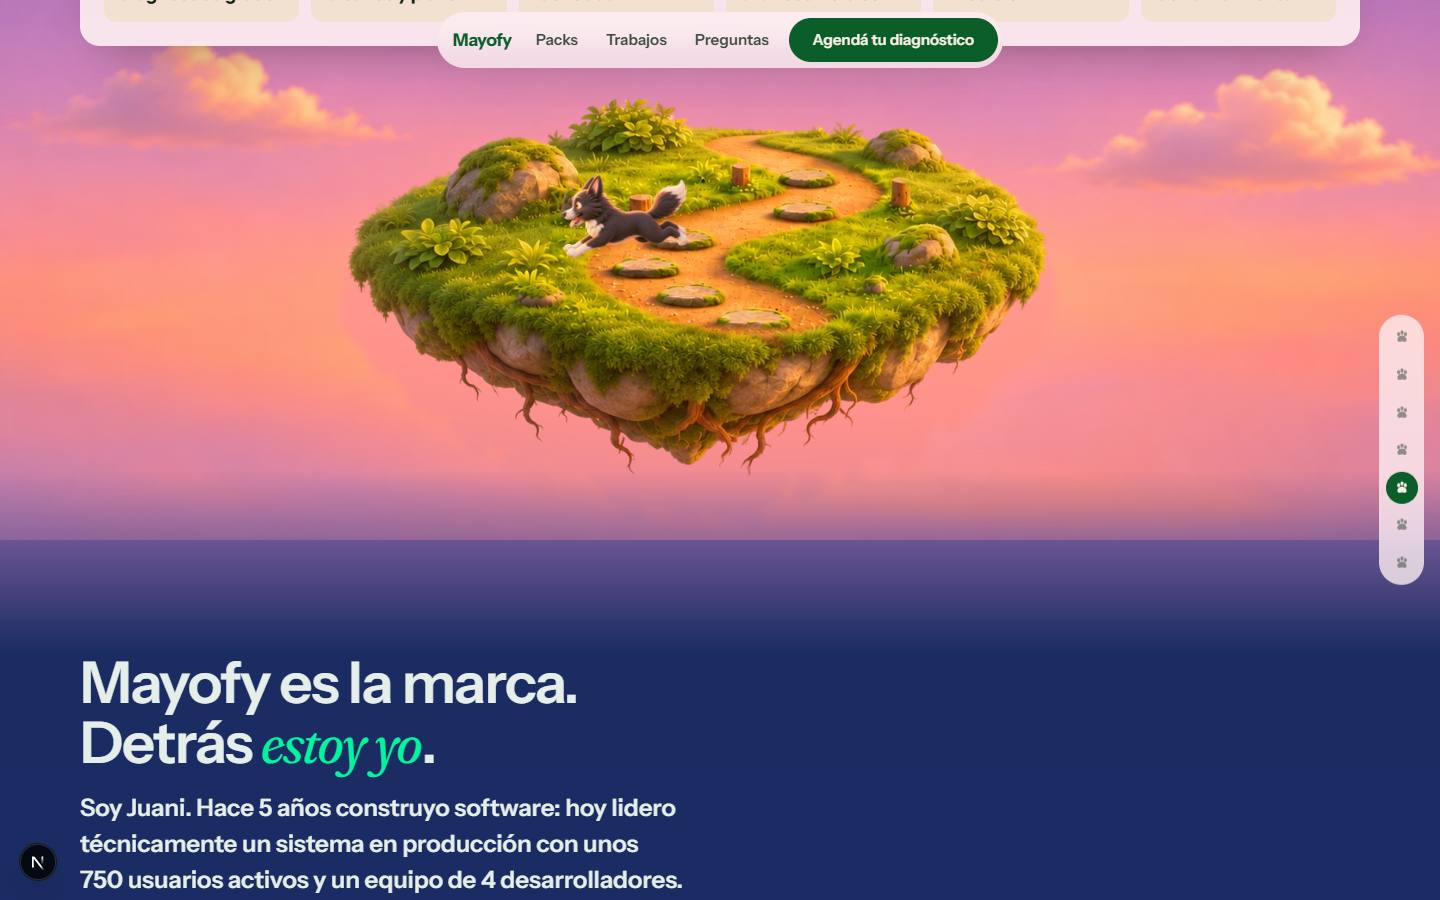 Mayofy Packs Trabajos Preguntas Agendá tu diagnóstico
Mayofy es la marca.
Detrás estoy yo.
Soy Juani. Hace 5 años construyo software: hoy lidero
técnicamente un sistema en producción con unos
750 usuarios activos y un equipo de 4 desarrolladores.
N